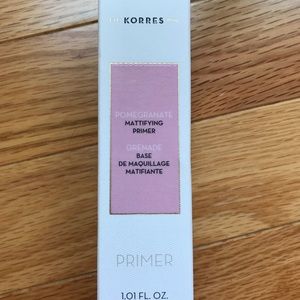 KORRES
POMEGRANATE
MATTIFYING
PRIMER
GRENADE
BASE
DE MAQUILLAGE
MATIFIANTE
PRIMER
1.01 FL. OZ.